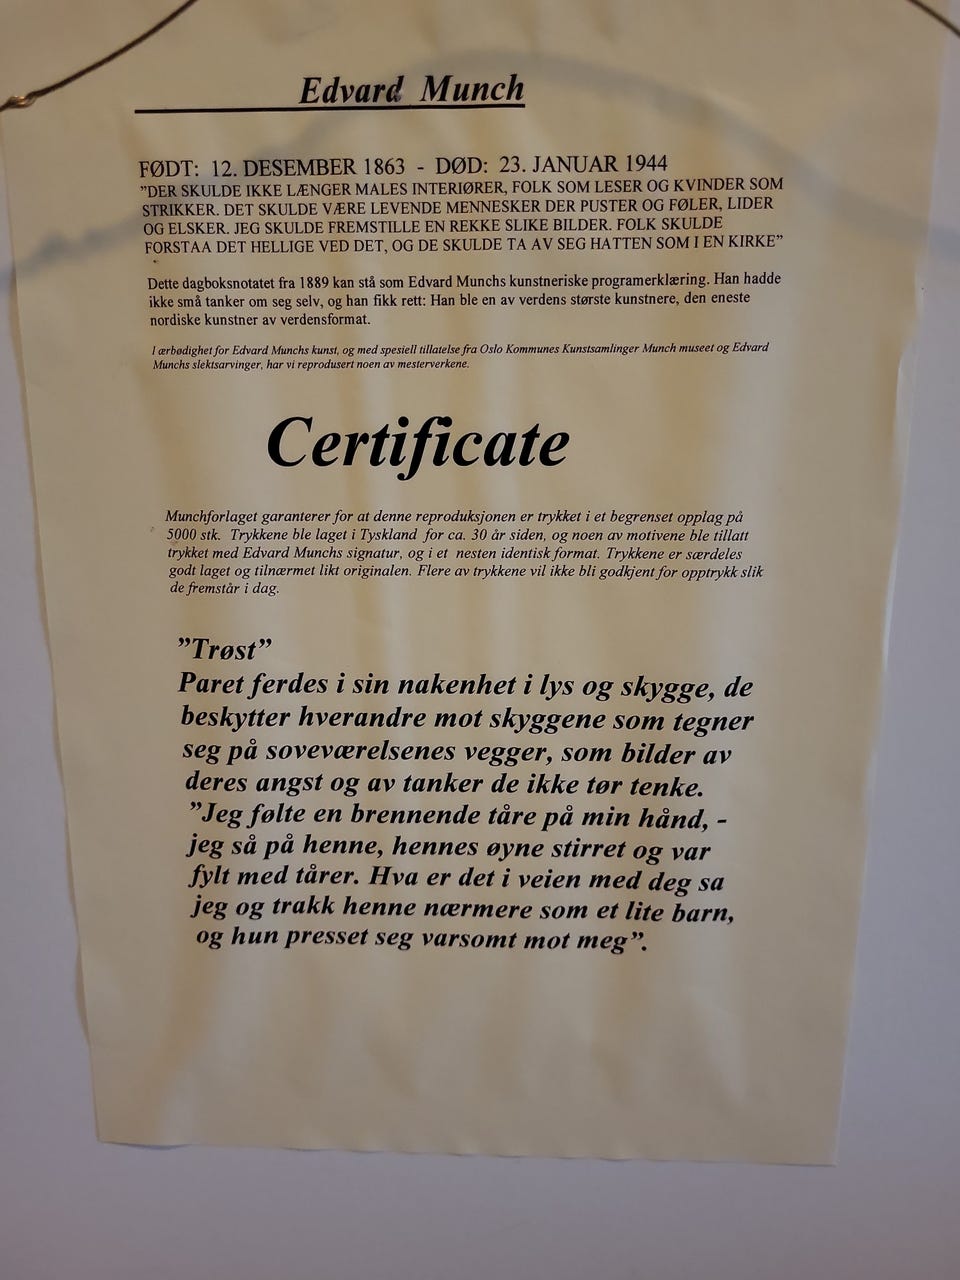 Edvard Munch
FØDT: 12. DESEMBER 1863 - DØD: 23. JANUAR 1944
”DER SKULDE IKKE LÆNGER MALES INTERIØRER, FOLK SOM LESER OG KVINDER SOM
STRIKKER. DET SKULDE VÆRE LEVENDE MENNESKER DER PUSTER OG FØLER, LIDER
OG ELSKER. JEG SKULDE FREMSTILLE EN REKKE SLIKE BILDER. FOLK SKULDE
FORSTAA DET HELLIGE VED DET, OG DE SKULDE TA AV SEG HATTEN SOM I EN KIRKE”
Dette dagboksnotatet fra 1889 kan stå som Edvard Munchs kunstneriske programerklæring. Han hadde
ikke små tanker om seg selv, og han fikk rett: Han ble en av verdens største kunstnere, den eneste
nordiske kunstner av verdensformat.
I ærbødighet for Edvard Munchs kunst, og med spesiell tillatelse fra Oslo Kommunes Kunstsamlinger Munch museet og Edvard
Munchs slektsarvinger, har vi reprodusert noen av mesterverkene.
Certificate
Munchforlaget garanterer for at denne reproduksjonen er trykket i et begrenset opplag på
5000 stk. Trykkene ble laget i Tyskland for ca. 30 år siden, og noen av motivene ble tillatt
trykket med Edvard Munchs signatur, og i et nesten identisk format. Trykkene er særdeles
godt laget og tilnærmet likt originalen. Flere av trykkene vil ikke bli godkjent for opptrykk slik
de fremstår i dag.
”Trøst”
Paret ferdes i sin nakenhet i lys og skygge, de
beskytter hverandre mot skyggene som tegner
seg på soveværelsenes vegger, som bilder av
deres angst og av tanker de ikke tør tenke.
”Jeg følte en brennende tåre på min hånd, -
jeg så på henne, hennes øyne stirret og var
fylt med tårer. Hva er det i veien med deg sa
jeg og trakk henne nærmere som et lite barn,
og hun presset seg varsomt mot meg”.